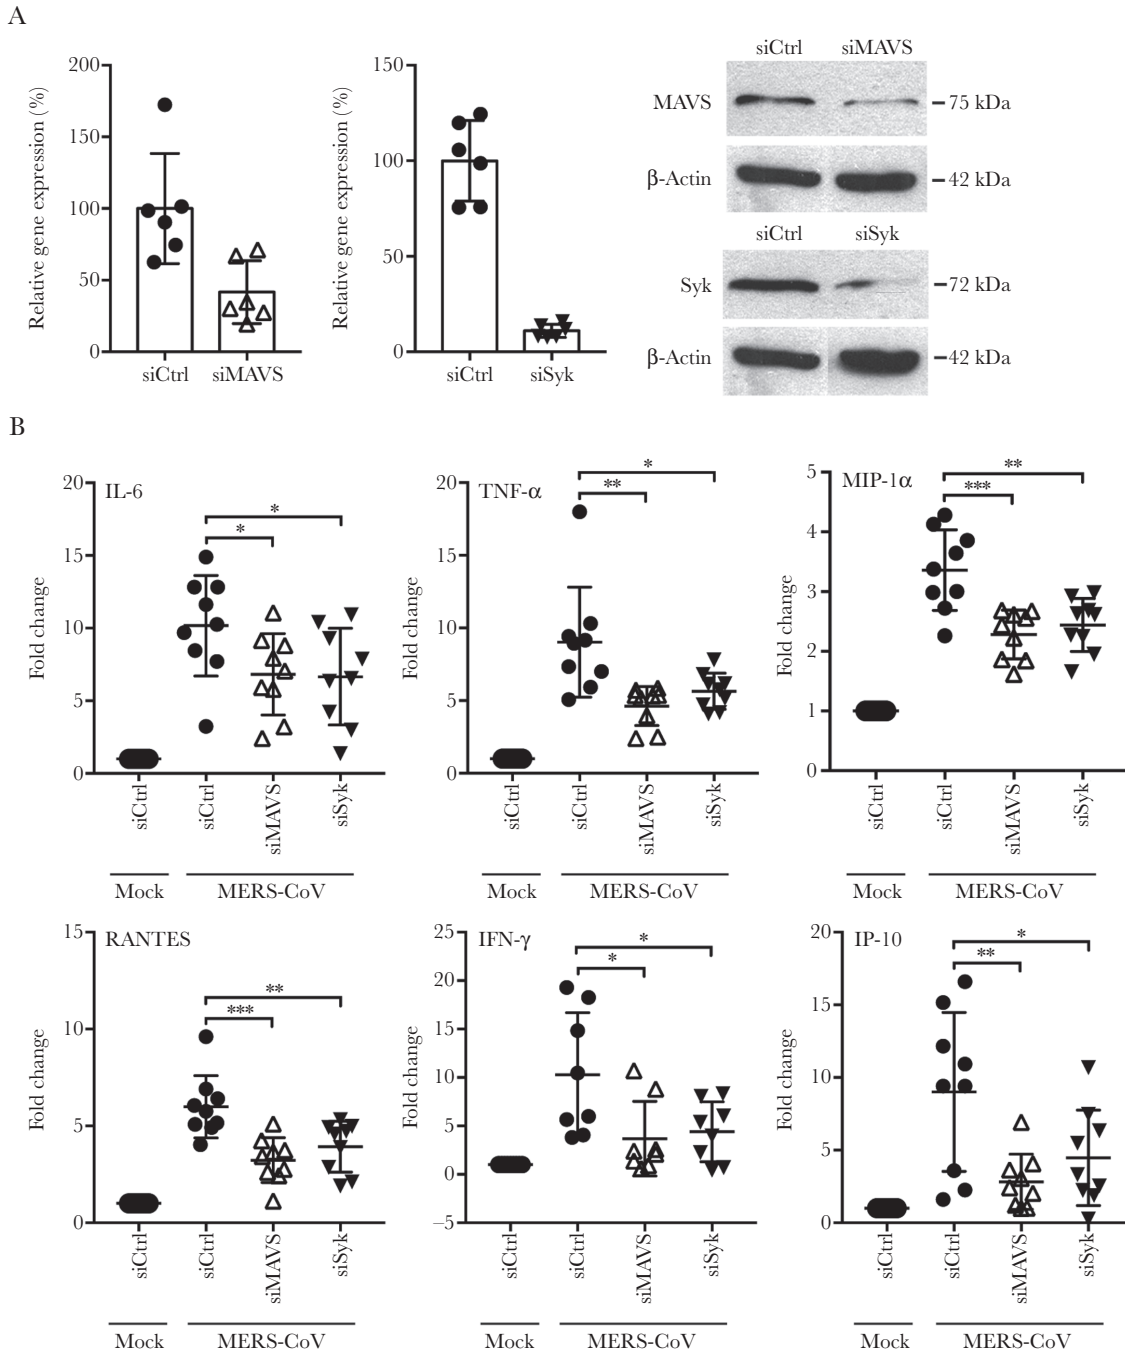 A
Relative gene expression (%)
200
150
100
50
0
siCtrl siMAVS
Relative gene expression (%)
150
100
50
0
siCtrl siSyk
siCtrl siMAVS
MAVS 75 kDa
β-Actin 42 kDa
siCtrl siSyk
Syk 72 kDa
β-Actin 42 kDa
B
IL-6
Fold change
20
15
10
5
0
* *
siCtrl siCtrl siMAVS siSyk
Mock MERS-CoV
TNF-α
Fold change
20
15
10
5
0
* **
siCtrl siCtrl siMAVS siSyk
Mock MERS-CoV
MIP-1α
Fold change
5
4
3
2
1
0
** ***
siCtrl siCtrl siMAVS siSyk
Mock MERS-CoV
RANTES
Fold change
15
10
5
0
** ***
siCtrl siCtrl siMAVS siSyk
Mock MERS-CoV
IFN-γ
Fold change
25
20
15
10
5
0
−5
* *
siCtrl siCtrl siMAVS siSyk
Mock MERS-CoV
IP-10
Fold change
20
15
10
5
0
* **
siCtrl siCtrl siMAVS siSyk
Mock MERS-CoV